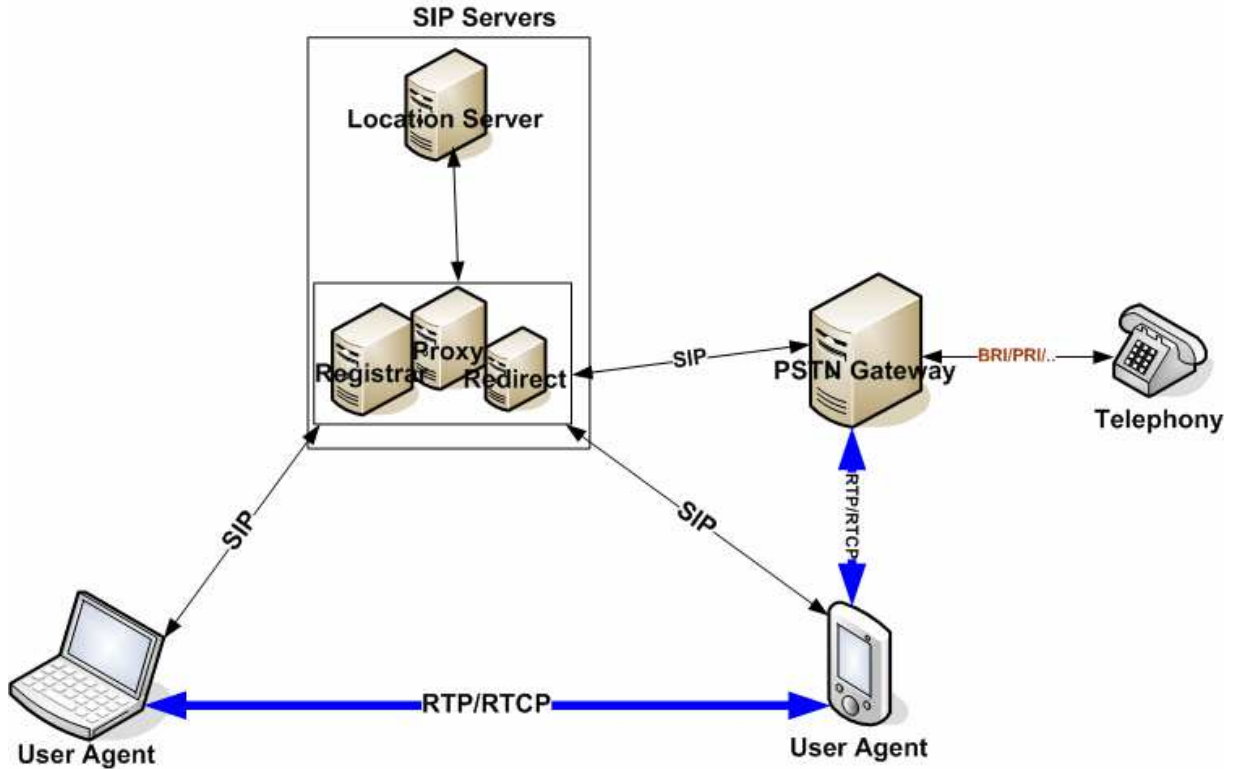 SIP Servers
Location Server
Proxy
Registrar
Redirect
SIP
PSTN Gateway
BRI/PRI/..
Telephony
RTP/RTCP
SIP
SIP
RTP/RTCP
User Agent
User Agent